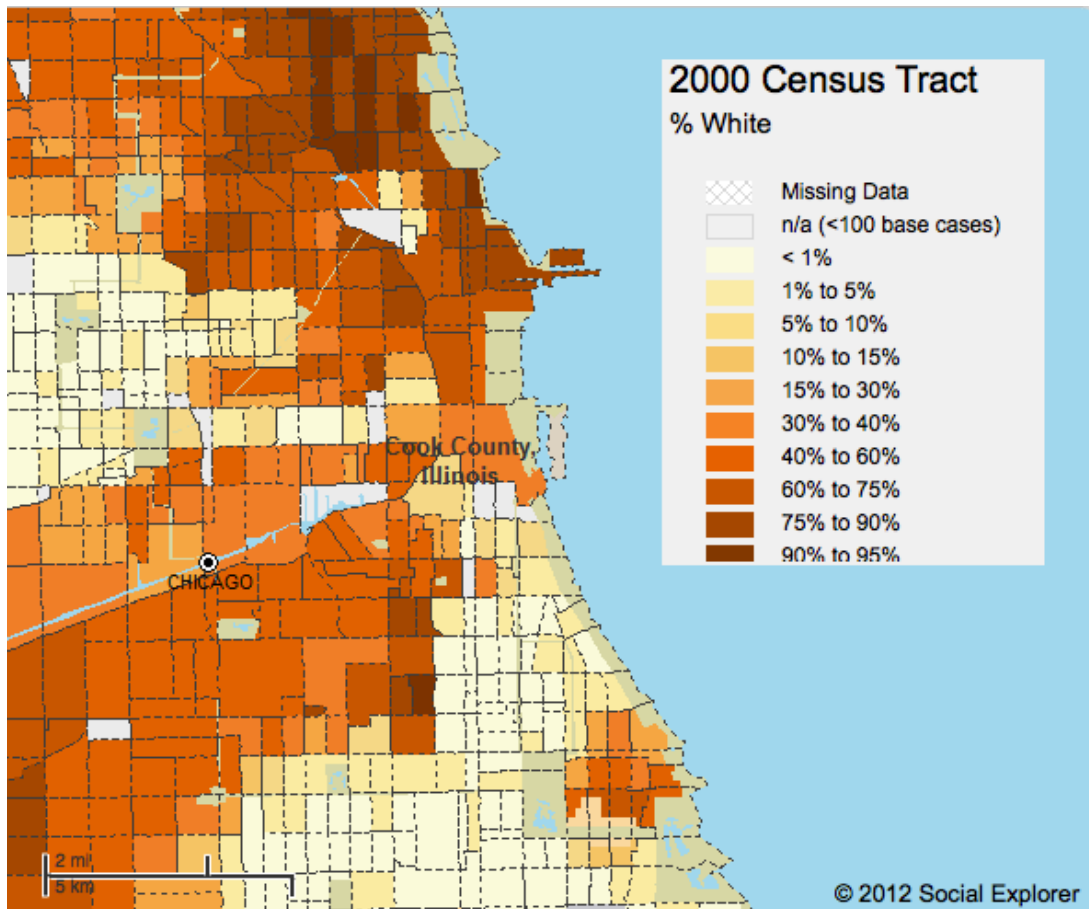 2000 Census Tract
% White
Missing Data
n/a (<100 base cases)
< 1%
1% to 5%
5% to 10%
10% to 15%
15% to 30%
30% to 40%
40% to 60%
60% to 75%
75% to 90%
90% to 95%
Cook County,
Illinois
CHICAGO
2 mi
5 km
© 2012 Social Explorer